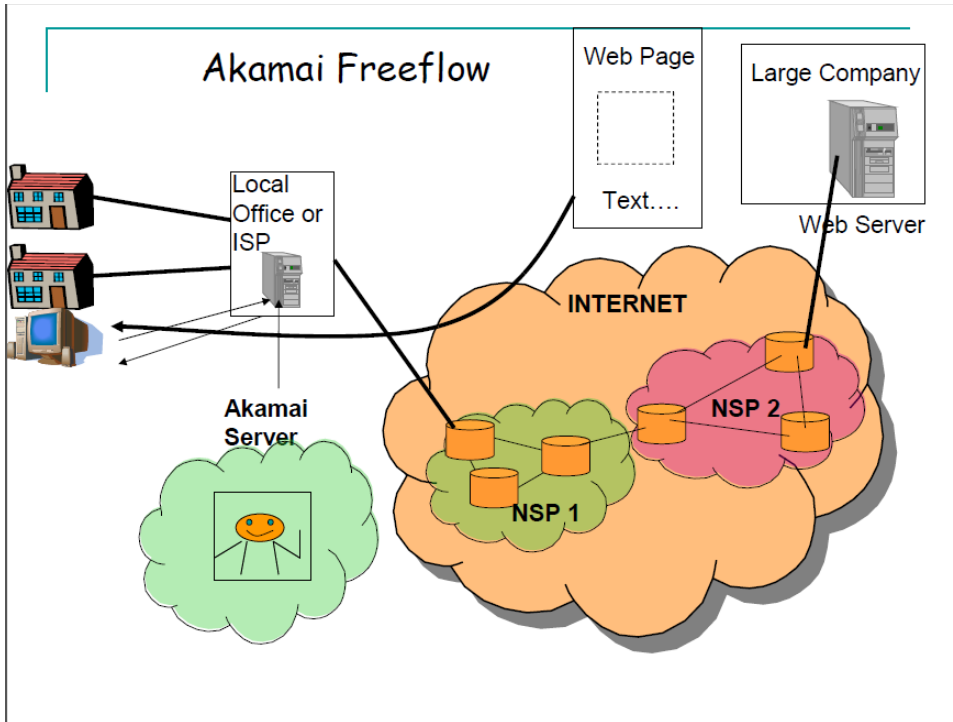 Akamai Freeflow
Web Page
Text....
Large Company
Web Server
Local
Office or
ISP
INTERNET
NSP 2
NSP 1
Akamai
Server